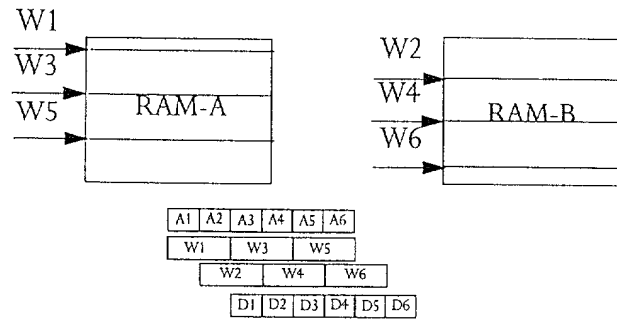 W1
W3
W5
RAM-A
W2
W4
W6
RAM-B
A1 A2 A3 A4 A5 A6
W1 W3 W5
W2 W4 W6
D1 D2 D3 D4 D5 D6